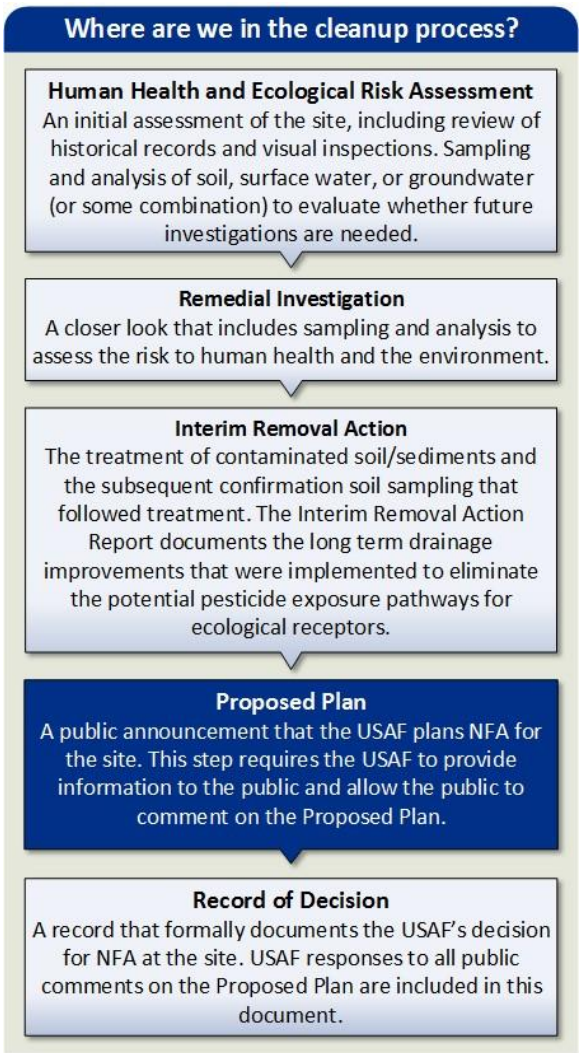 Where are we in the cleanup process?
Human Health and Ecological Risk Assessment
An initial assessment of the site, including review of
historical records and visual inspections. Sampling
and analysis of soil, surface water, or groundwater
(or some combination) to evaluate whether future
investigations are needed.
Remedial Investigation
A closer look that includes sampling and analysis to
assess the risk to human health and the environment.
Interim Removal Action
The treatment of contaminated soil/sediments and
the subsequent confirmation soil sampling that
followed treatment. The Interim Removal Action
Report documents the long term drainage
improvements that were implemented to eliminate
the potential pesticide exposure pathways for
ecological receptors.
Proposed Plan
A public announcement that the USAF plans NFA for
the site. This step requires the USAF to provide
information to the public and allow the public to
comment on the Proposed Plan.
Record of Decision
A record that formally documents the USAF's decision
for NFA at the site. USAF responses to all public
comments on the Proposed Plan are included in this
document.